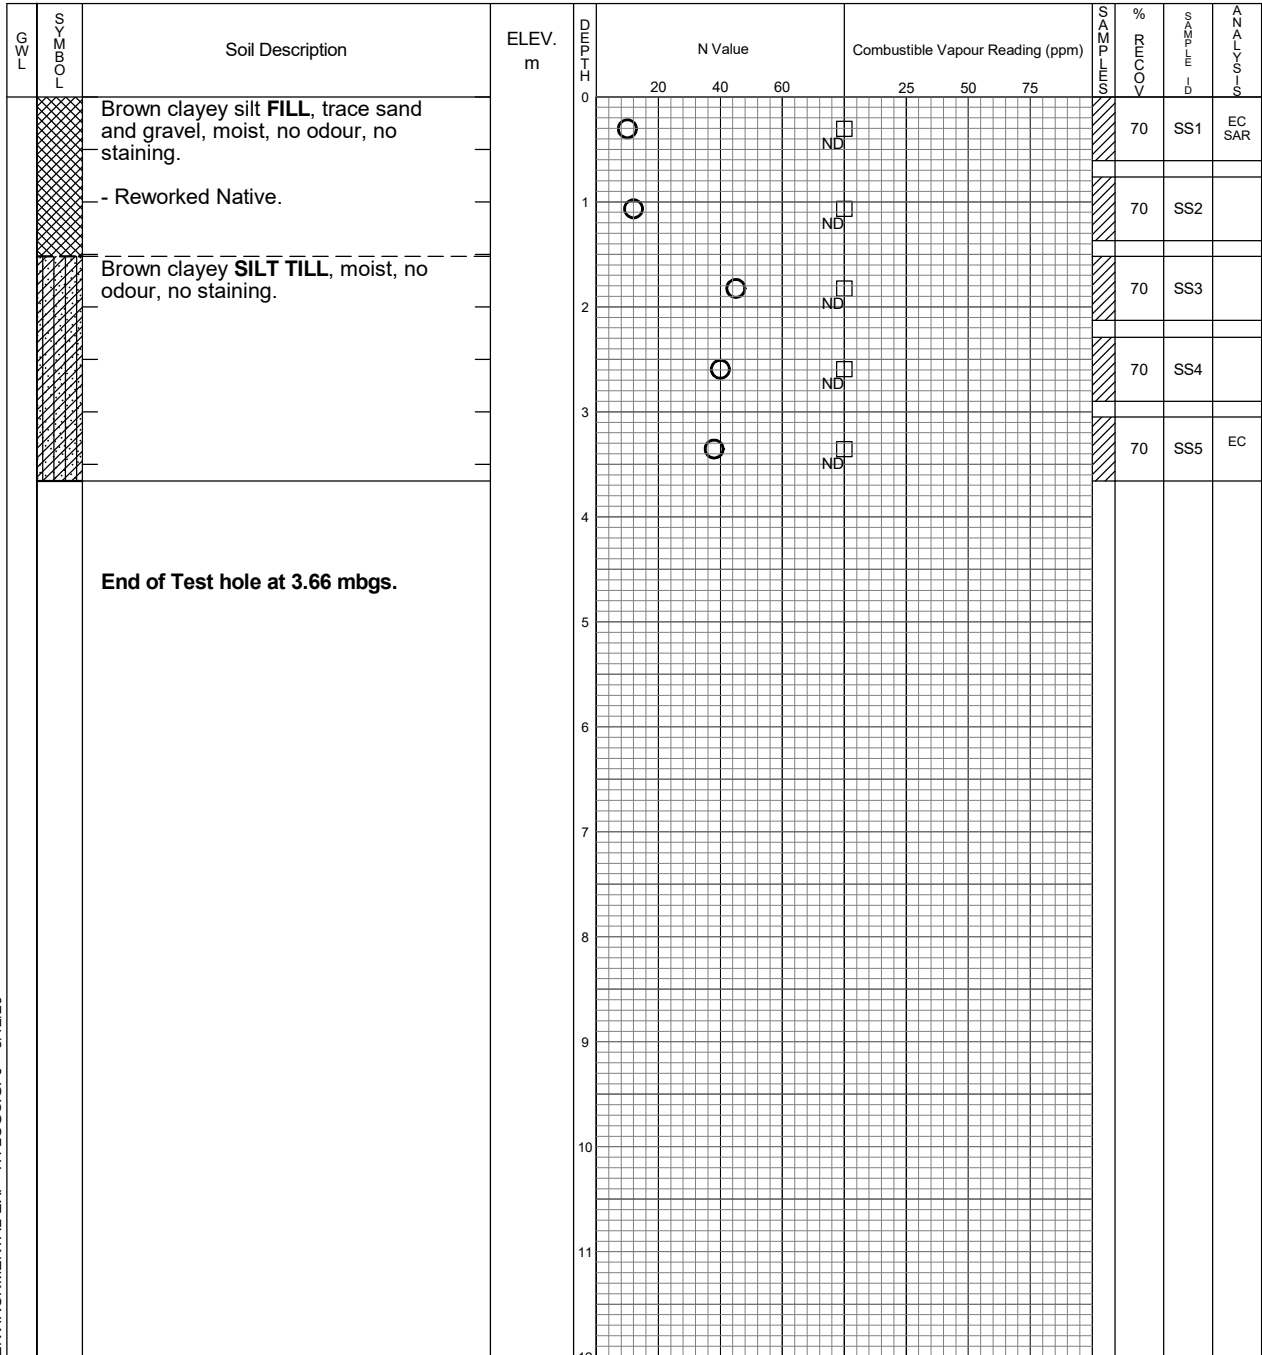 GWL
SYMBOL
Soil Description
ELEV.
m
DEPTH
N Value
Combustible Vapour Reading (ppm)
SAMPLES
% RECOV
SAMPLE ID
ANALYSIS
20 40 60 25 50 75
0
Brown clayey silt FILL, trace sand
and gravel, moist, no odour, no
staining.
ND
70 SS1 EC
SAR
- Reworked Native.
1
ND
70 SS2
Brown clayey SILT TILL, moist, no
odour, no staining.
2
ND
70 SS3
ND
70 SS4
3
ND
70 SS5 EC
4
End of Test hole at 3.66 mbgs.
5
6
7
8
9
10
11